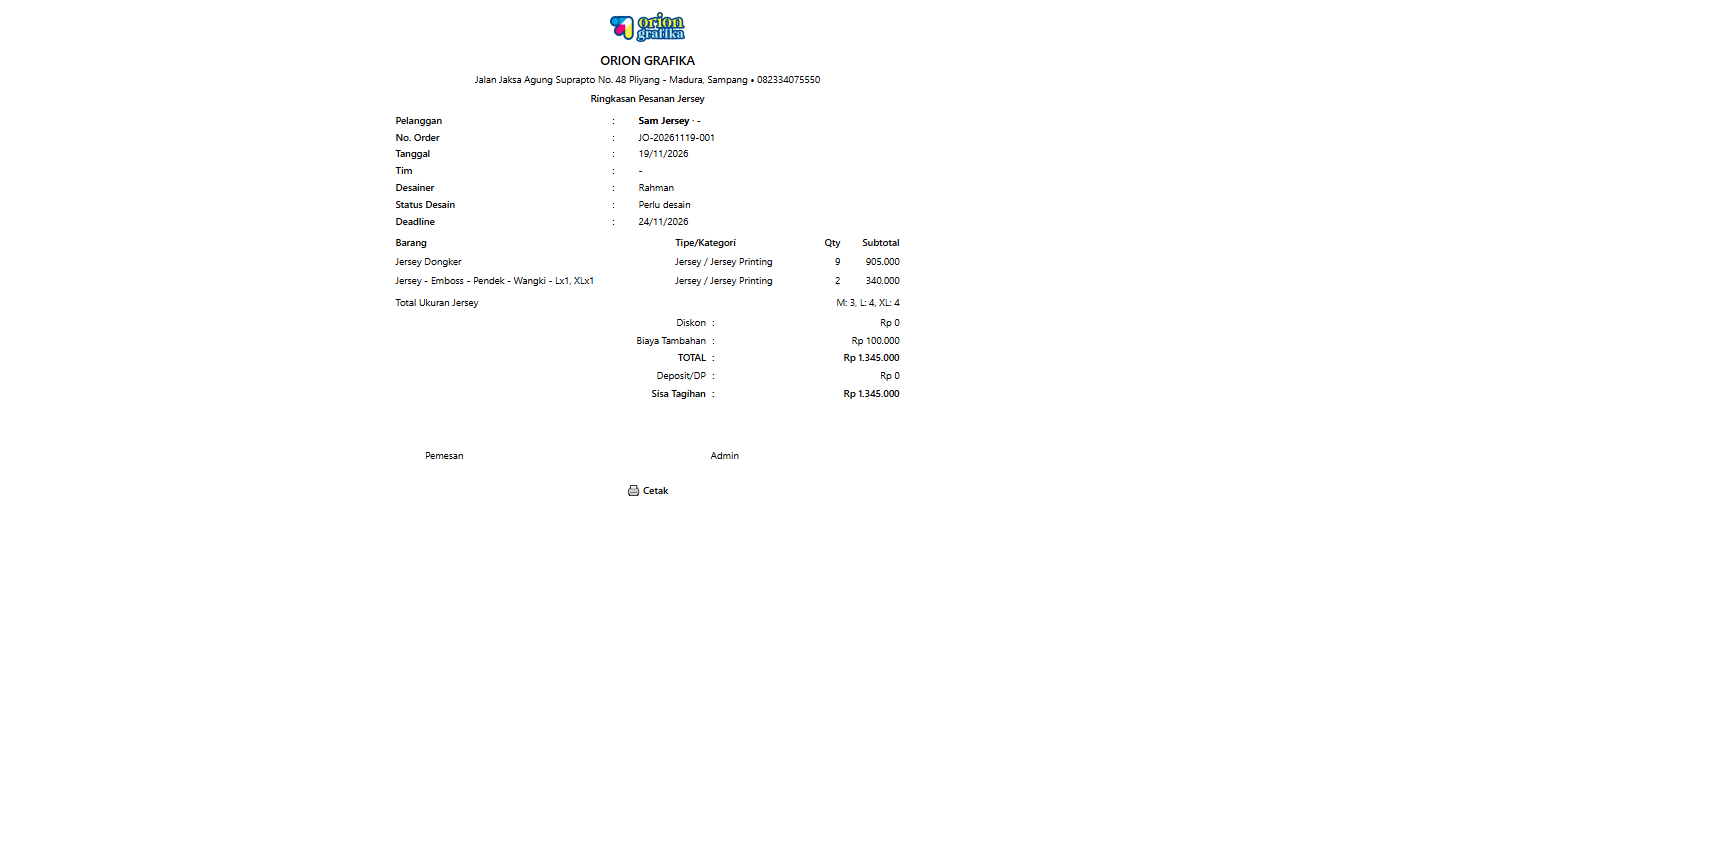 orion
grafika
ORION GRAFIKA
Jalan Jaksa Agung Suprapto No. 48 Pliyang - Madura, Sampang • 082334075550
Ringkasan Pesanan Jersey
Pelanggan : Sam Jersey · -
No. Order : JO-20261119-001
Tanggal : 19/11/2026
Tim : -
Desainer : Rahman
Status Desain : Perlu desain
Deadline : 24/11/2026
Barang Tipe/Kategori Qty Subtotal
Jersey Dongker Jersey / Jersey Printing 9 905.000
Jersey - Emboss - Pendek - Wangki - Lx1, XLx1 Jersey / Jersey Printing 2 340.000
Total Ukuran Jersey M: 3, L: 4, XL: 4
Diskon : Rp 0
Biaya Tambahan : Rp 100.000
TOTAL : Rp 1.345.000
Deposit/DP : Rp 0
Sisa Tagihan : Rp 1.345.000
Pemesan Admin
Cetak